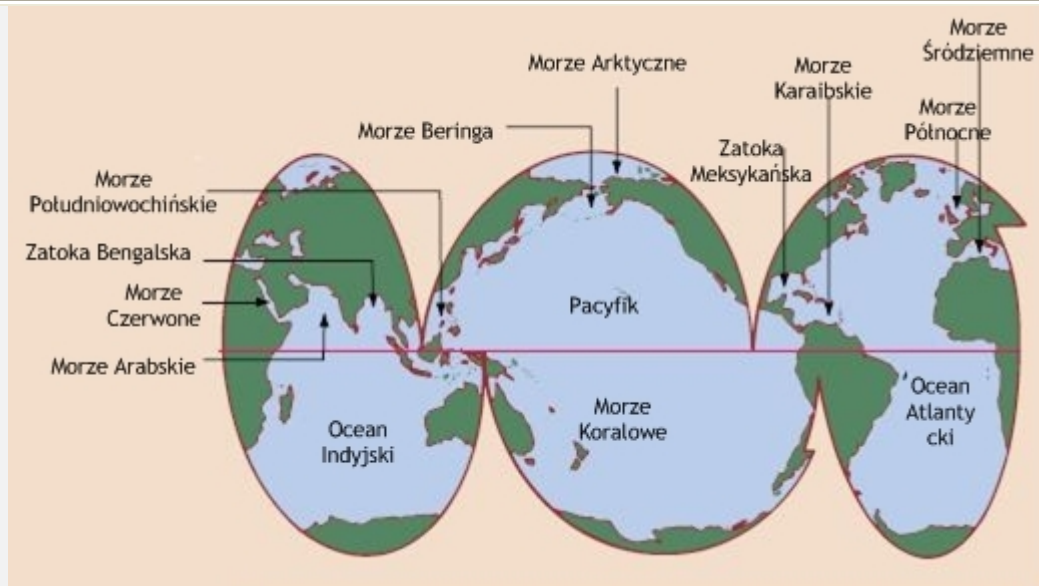 Morze
Śródziemne
Morze Arktyczne
Morze
Karaibskie
Morze
Północne
Morze Beringa
Zatoka
Meksykańska
Morze
Południowochińskie
Zatoka Bengalska
Morze
Czerwone
Morze Arabskie
Pacyfik
Ocean
Indyjski
Morze
Koralowe
Ocean
Atlanty
cki